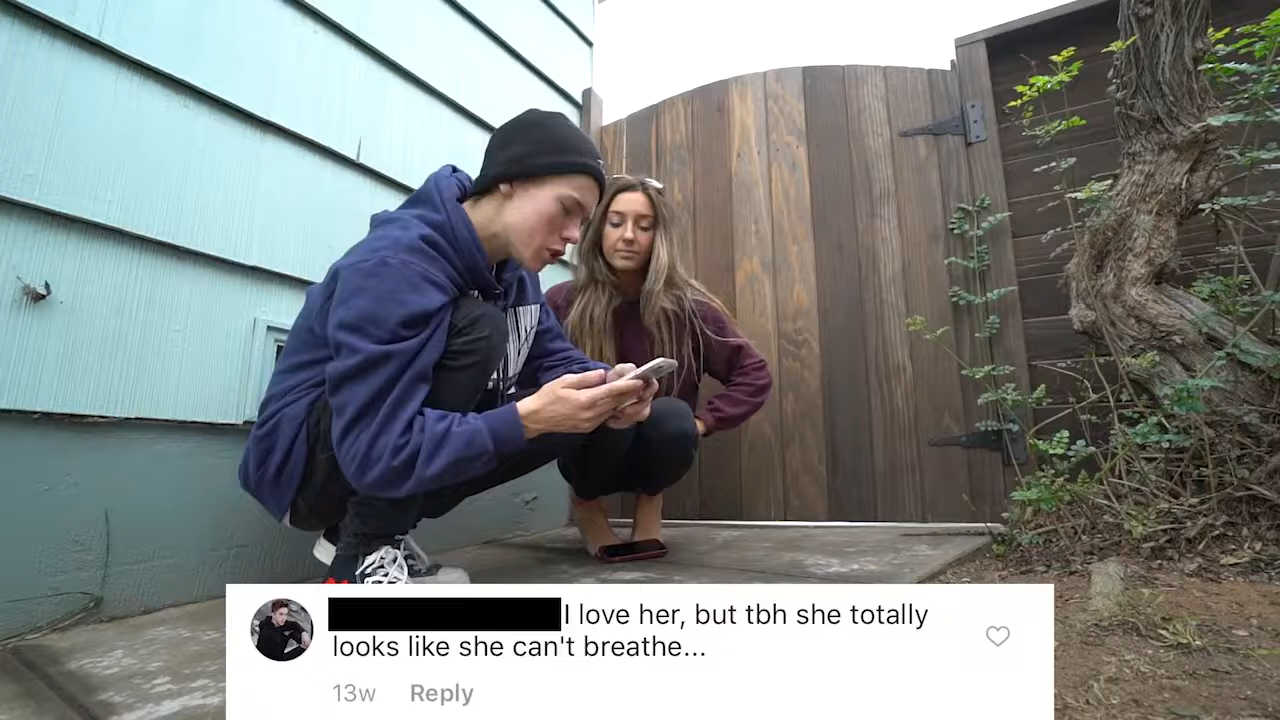 I love her, but tbh she totally
looks like she can't breathe...
13w Reply